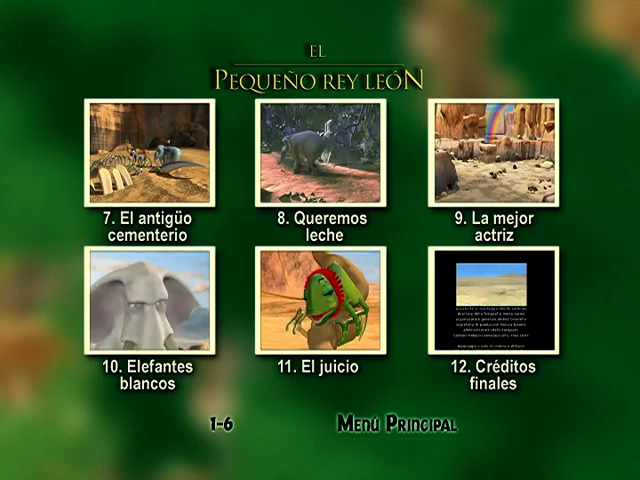 EL
PEQUEÑO REY LEÓN
7. El antigüo
cementerio
8. Queremos
leche
9. La mejor
actriz
10. Elefantes
blancos
11. El juicio
12. Créditos
finales
1-6
MENÚ PRINCIPAL